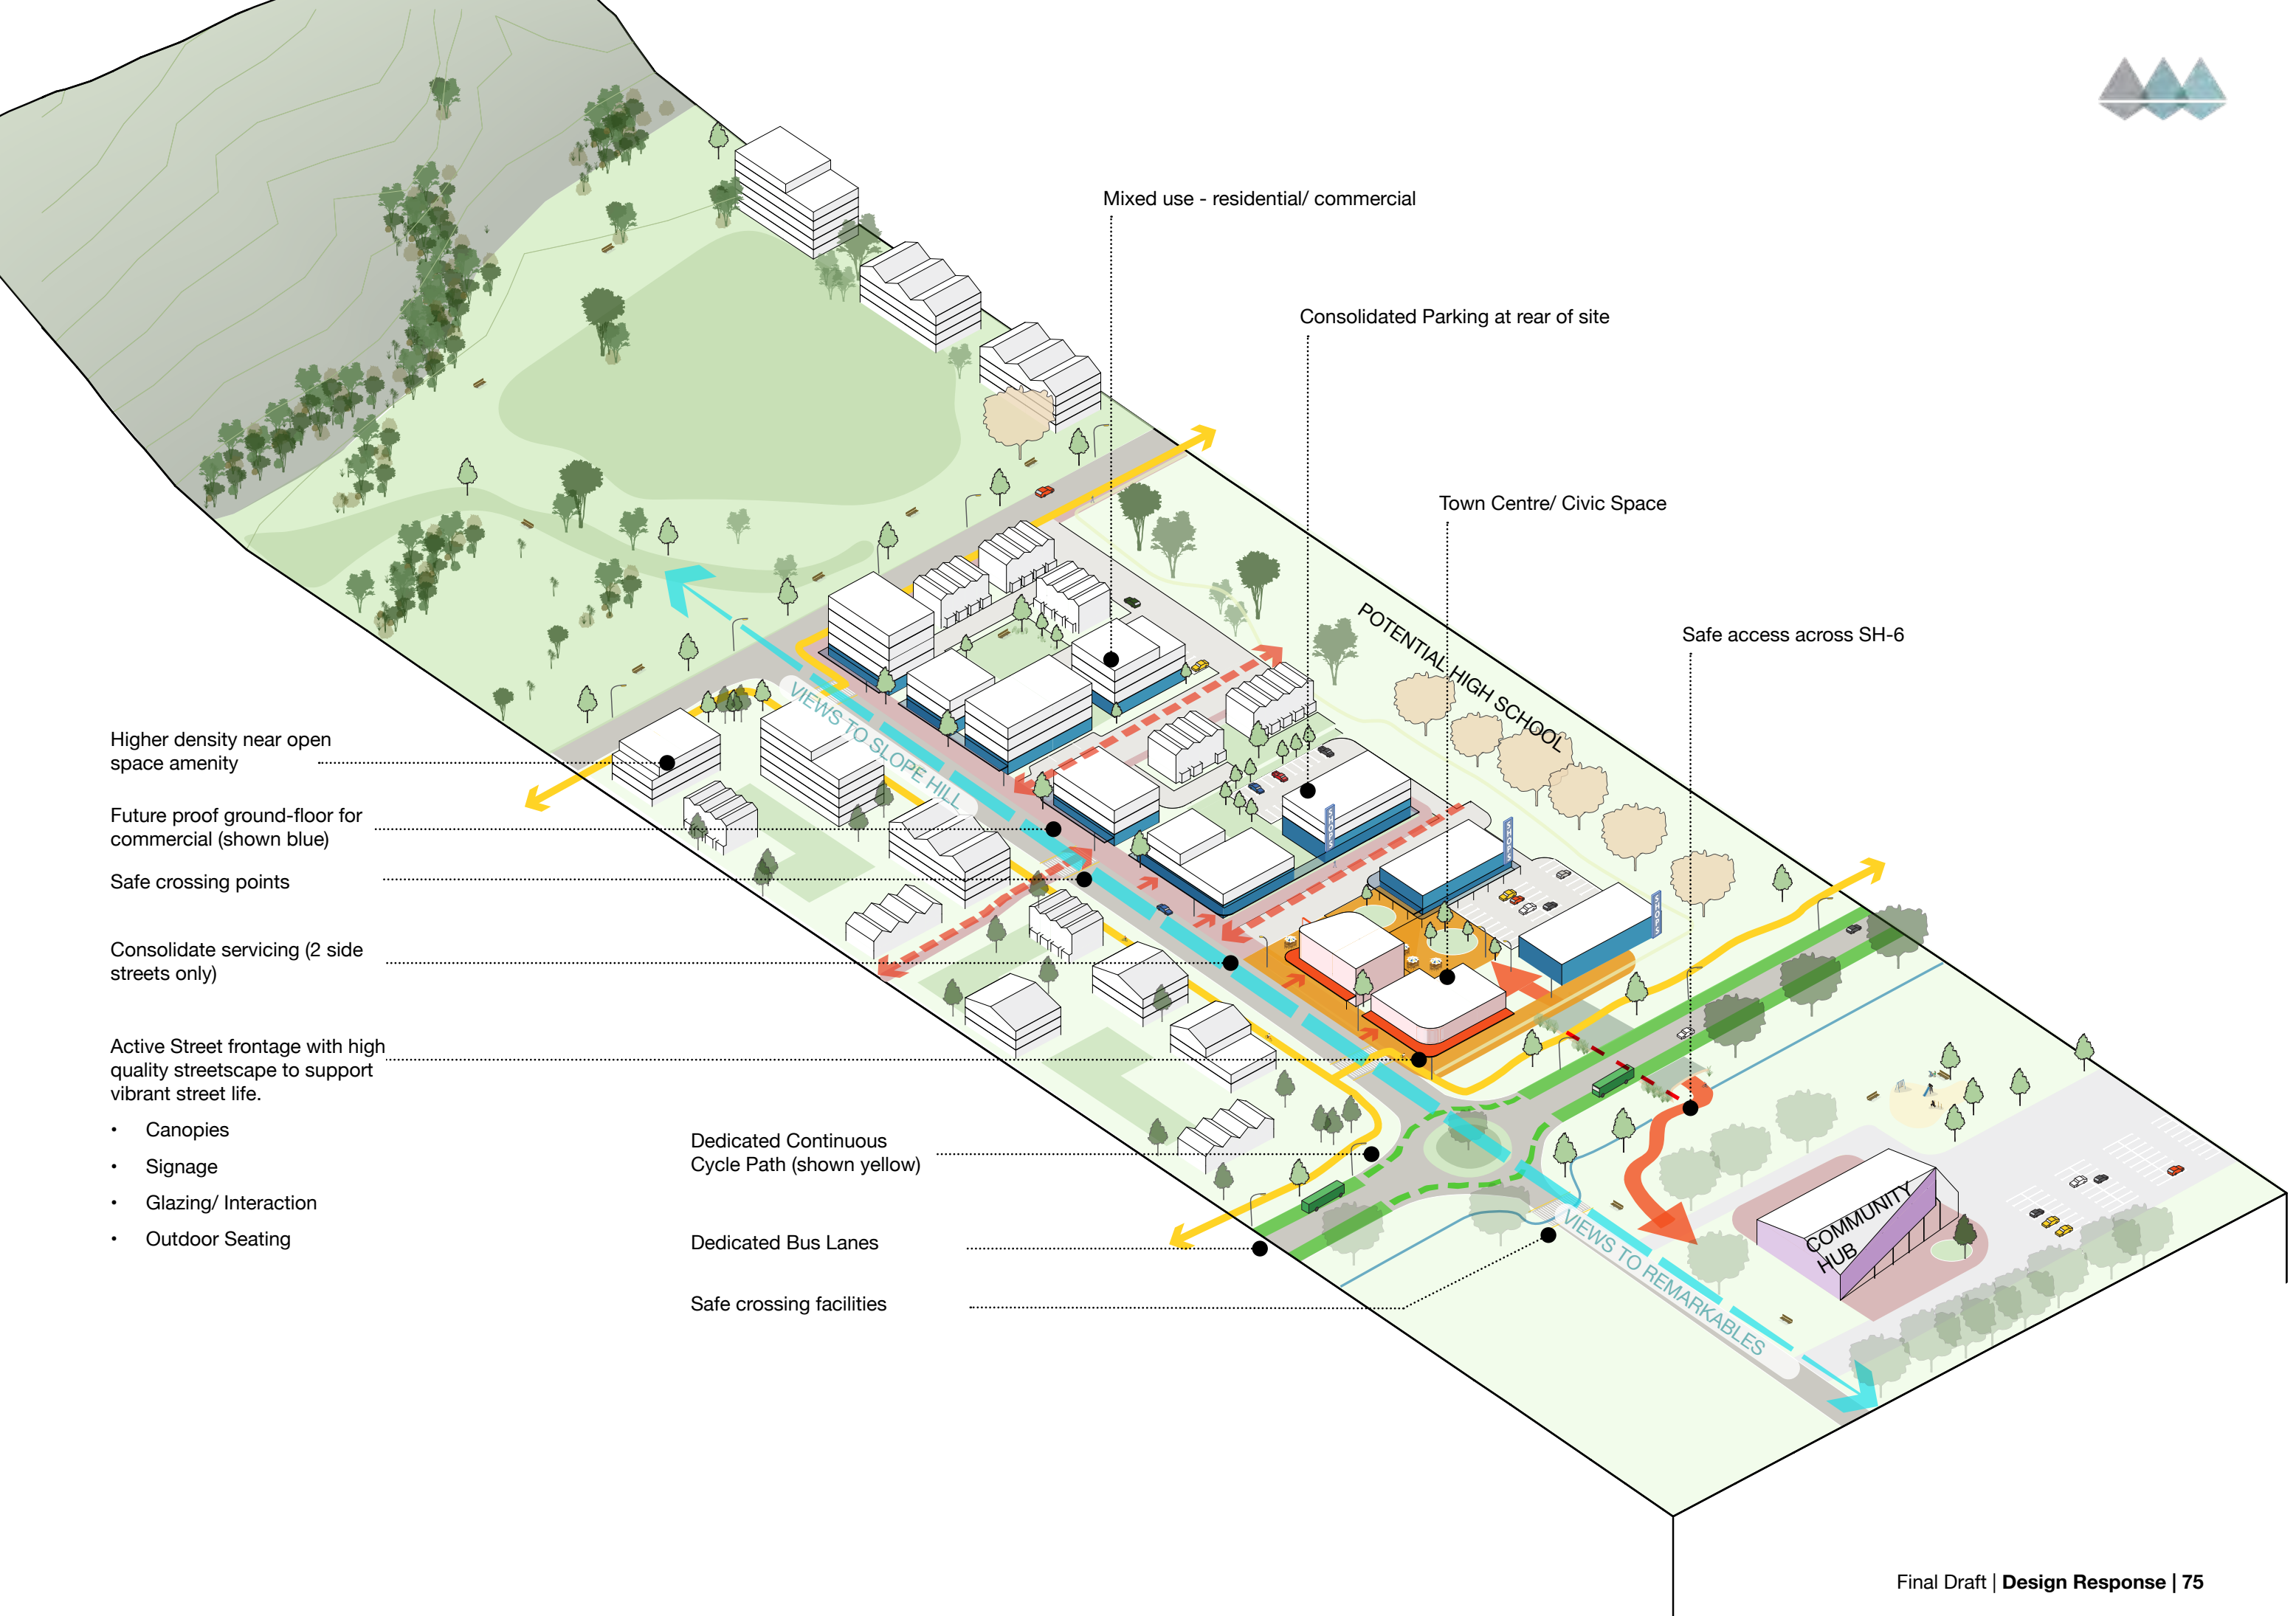 Mixed use - residential/ commercial
Consolidated Parking at rear of site
Town Centre/ Civic Space
Safe access across SH-6
POTENTIAL HIGH SCHOOL
VIEWS TO SLOPE HILL
SHOPS
SHOPS
SHOPS
Higher density near open
space amenity
Future proof ground-floor for
commercial (shown blue)
Safe crossing points
Consolidate servicing (2 side
streets only)
Active Street frontage with high
quality streetscape to support
vibrant street life.
• Canopies
• Signage
• Glazing/ Interaction
• Outdoor Seating
Dedicated Continuous
Cycle Path (shown yellow)
Dedicated Bus Lanes
Safe crossing facilities
VIEWS TO REMARKABLES
COMMUNITY
HUB
Final Draft | Design Response | 75